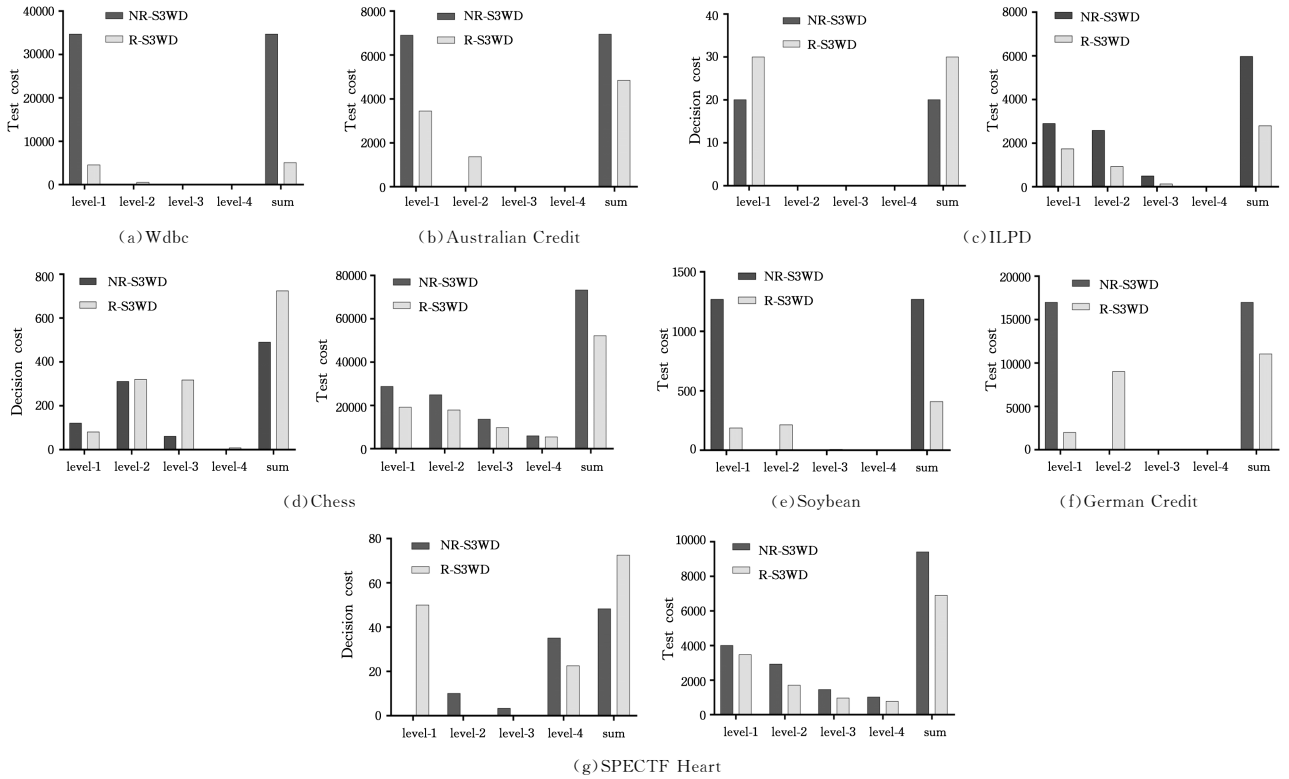 40000
30000
20000
10000
0
Test cost
NR-S3WD
R-S3WD
level-1 level-2 level-3 level-4 sum
(a)Wdbc
8000
6000
4000
2000
0
Test cost
NR-S3WD
R-S3WD
level-1 level-2 level-3 level-4 sum
(b)Australian Credit
40
30
20
10
0
Decision cost
NR-S3WD
R-S3WD
level-1 level-2 level-3 level-4 sum
8000
6000
4000
2000
0
Test cost
NR-S3WD
R-S3WD
level-1 level-2 level-3 level-4 sum
(c)ILPD
800
600
400
200
0
Decision cost
NR-S3WD
R-S3WD
level-1 level-2 level-3 level-4 sum
80000
60000
40000
20000
0
Test cost
NR-S3WD
R-S3WD
level-1 level-2 level-3 level-4 sum
(d)Chess
1500
1000
500
0
Test cost
NR-S3WD
R-S3WD
level-1 level-2 level-3 level-4 sum
(e)Soybean
20000
15000
10000
5000
0
Test cost
NR-S3WD
R-S3WD
level-1 level-2 level-3 level-4 sum
(f)German Credit
80
60
40
20
0
Decision cost
NR-S3WD
R-S3WD
level-1 level-2 level-3 level-4 sum
10000
8000
6000
4000
2000
0
Test cost
NR-S3WD
R-S3WD
level-1 level-2 level-3 level-4 sum
(g)SPECTF Heart